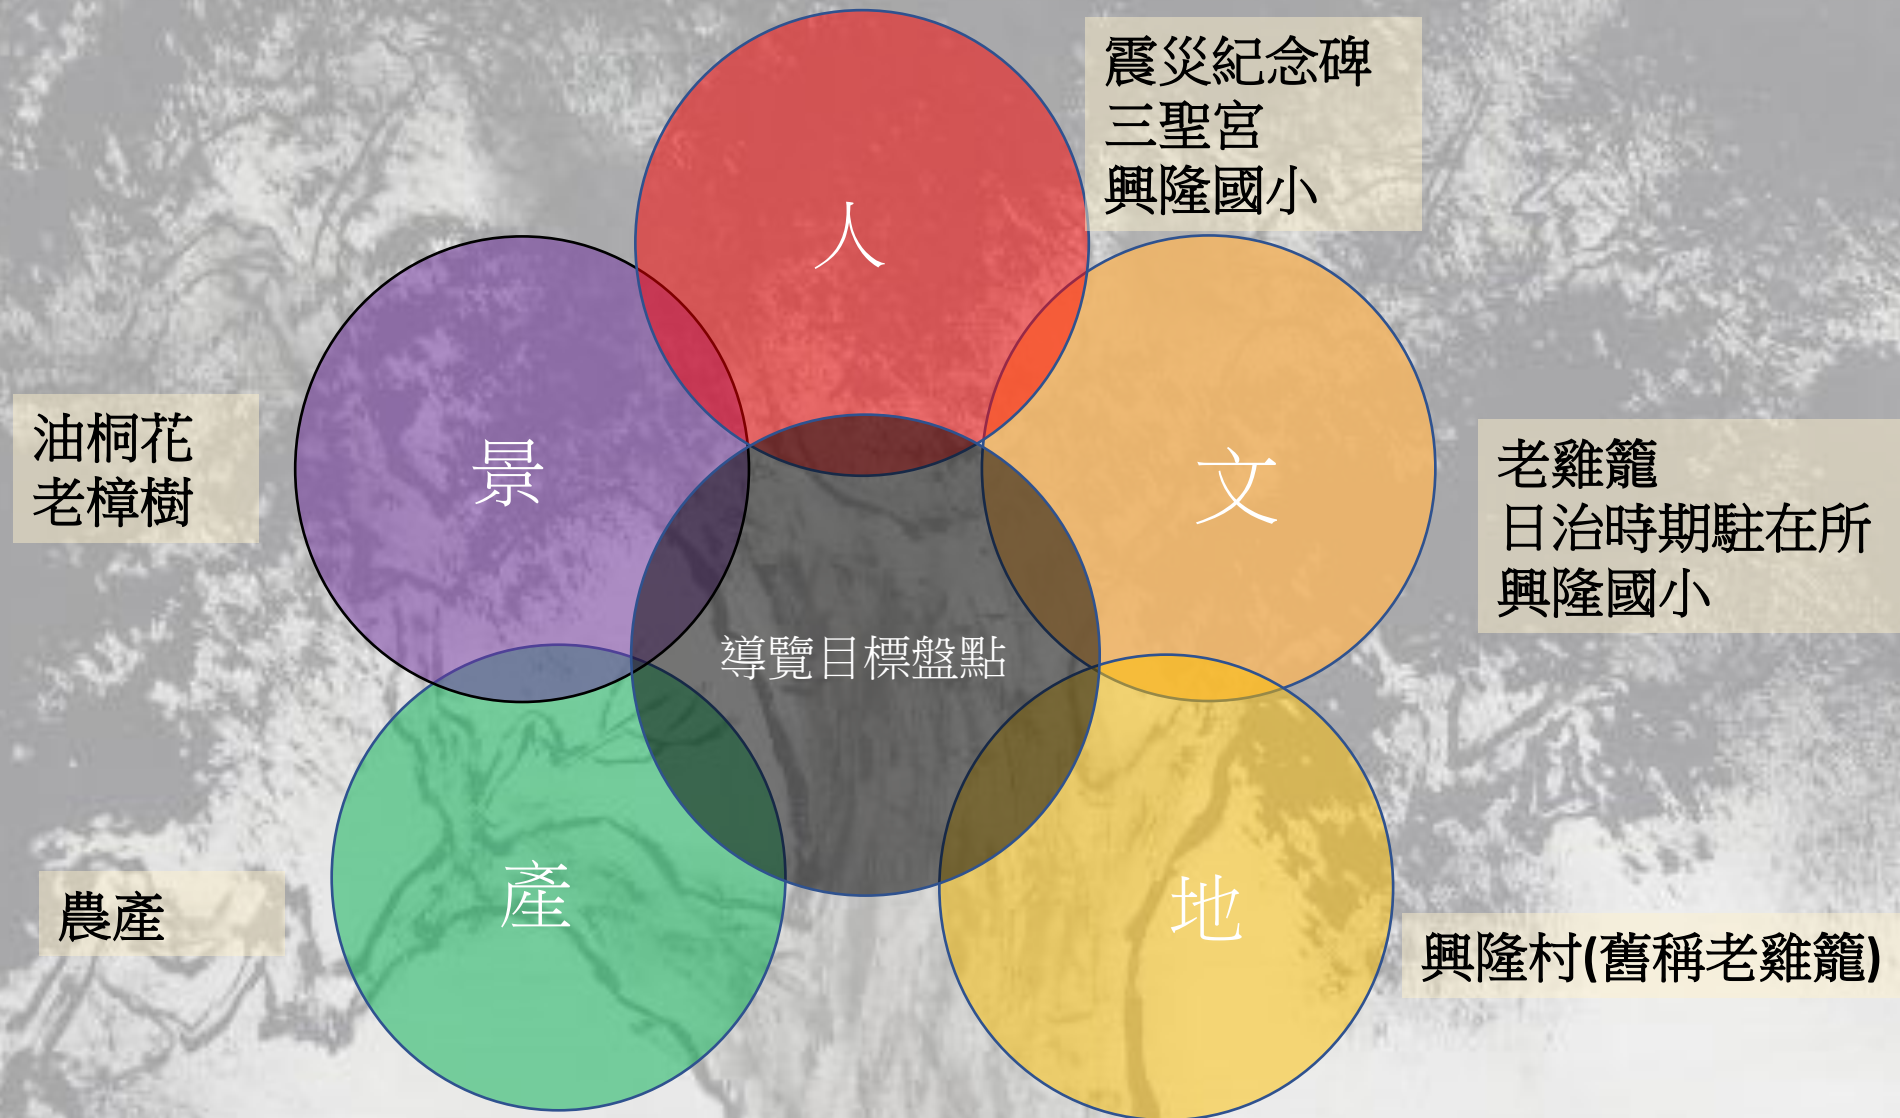 人
震災紀念碑
三聖宮
興隆國小
景
油桐花
老樟樹
文
老雞籠
日治時期駐在所
興隆國小
導覽目標盤點
產
農產
地
興隆村(舊稱老雞籠)